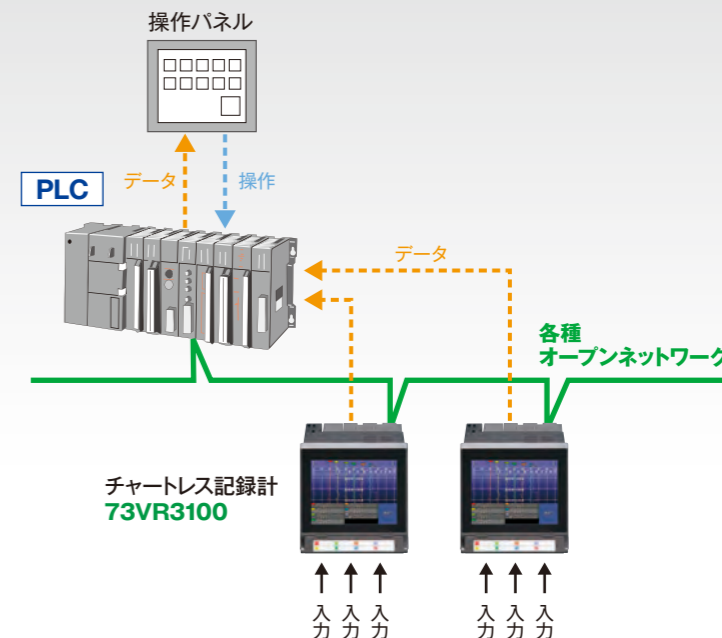 操作パネル
データ
操作
PLC
データ
各種
オープンネットワーク
チャートレス記録計
73VR3100
入力
入力
入力
入力
入力
入力